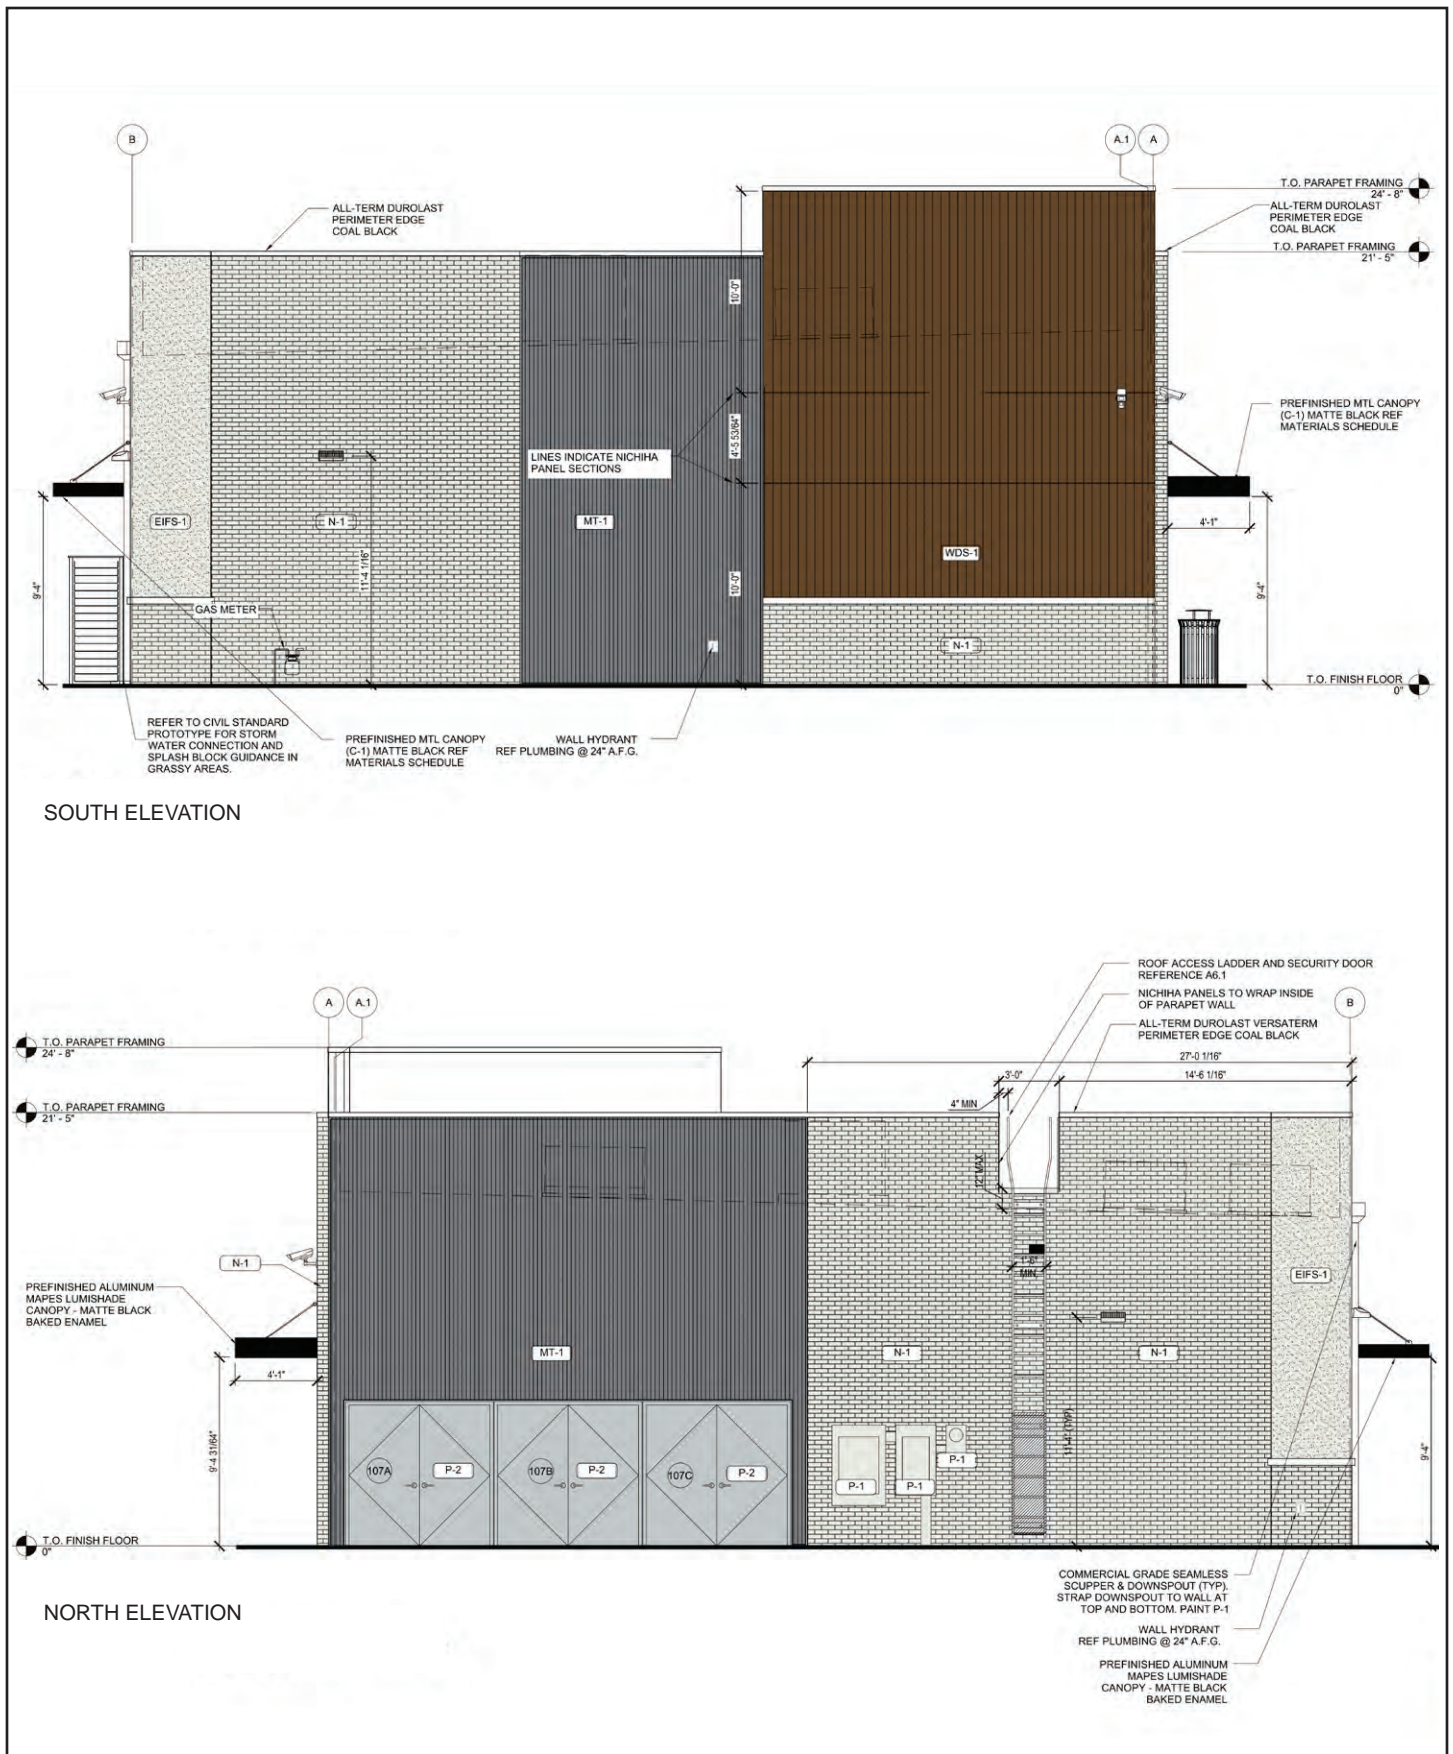 B
A.1
A
T.O. PARAPET FRAMING
24' - 8"
ALL-TERM DUROLAST
PERIMETER EDGE
COAL BLACK
ALL-TERM DUROLAST
PERIMETER EDGE
COAL BLACK
T.O. PARAPET FRAMING
21' - 5"
10'-0"
PREFINISHED MTL CANOPY
(C-1) MATTE BLACK REF
MATERIALS SCHEDULE
4'-5 53/64"
LINES INDICATE NICHIHA
PANEL SECTIONS
EIFS-1
N-1
MT-1
4'-1"
WDS-1
11'-4 1/16"
10'-0"
9'-4"
9'-4"
GAS METER
N-1
T.O. FINISH FLOOR
0"
REFER TO CIVIL STANDARD
PROTOTYPE FOR STORM
WATER CONNECTION AND
SPLASH BLOCK GUIDANCE IN
GRASSY AREAS.
PREFINISHED MTL CANOPY
(C-1) MATTE BLACK REF
MATERIALS SCHEDULE
WALL HYDRANT
REF PLUMBING @ 24" A.F.G.
SOUTH ELEVATION
ROOF ACCESS LADDER AND SECURITY DOOR
REFERENCE A6.1
NICHIHA PANELS TO WRAP INSIDE
OF PARAPET WALL
A
A.1
B
ALL-TERM DUROLAST VERSATERM
PERIMETER EDGE COAL BLACK
T.O. PARAPET FRAMING
24' - 8"
27'-0 1/16"
3'-0"
14'-6 1/16"
4" MIN
T.O. PARAPET FRAMING
21' - 5"
12" MAX
N-1
1'-6"
MIN.
EIFS-1
PREFINISHED ALUMINUM
MAPES LUMISHADE
CANOPY - MATTE BLACK
BAKED ENAMEL
MT-1
N-1
N-1
4'-1"
9'-4 31/64"
11'-4" (TYP)
9'-4"
107A
P-2
107B
P-2
107C
P-2
P-1
P-1
P-1
T.O. FINISH FLOOR
0"
COMMERCIAL GRADE SEAMLESS
SCUPPER & DOWNSPOUT (TYP).
STRAP DOWNSPOUT TO WALL AT
TOP AND BOTTOM. PAINT P-1
NORTH ELEVATION
WALL HYDRANT
REF PLUMBING @ 24" A.F.G.
PREFINISHED ALUMINUM
MAPES LUMISHADE
CANOPY - MATTE BLACK
BAKED ENAMEL